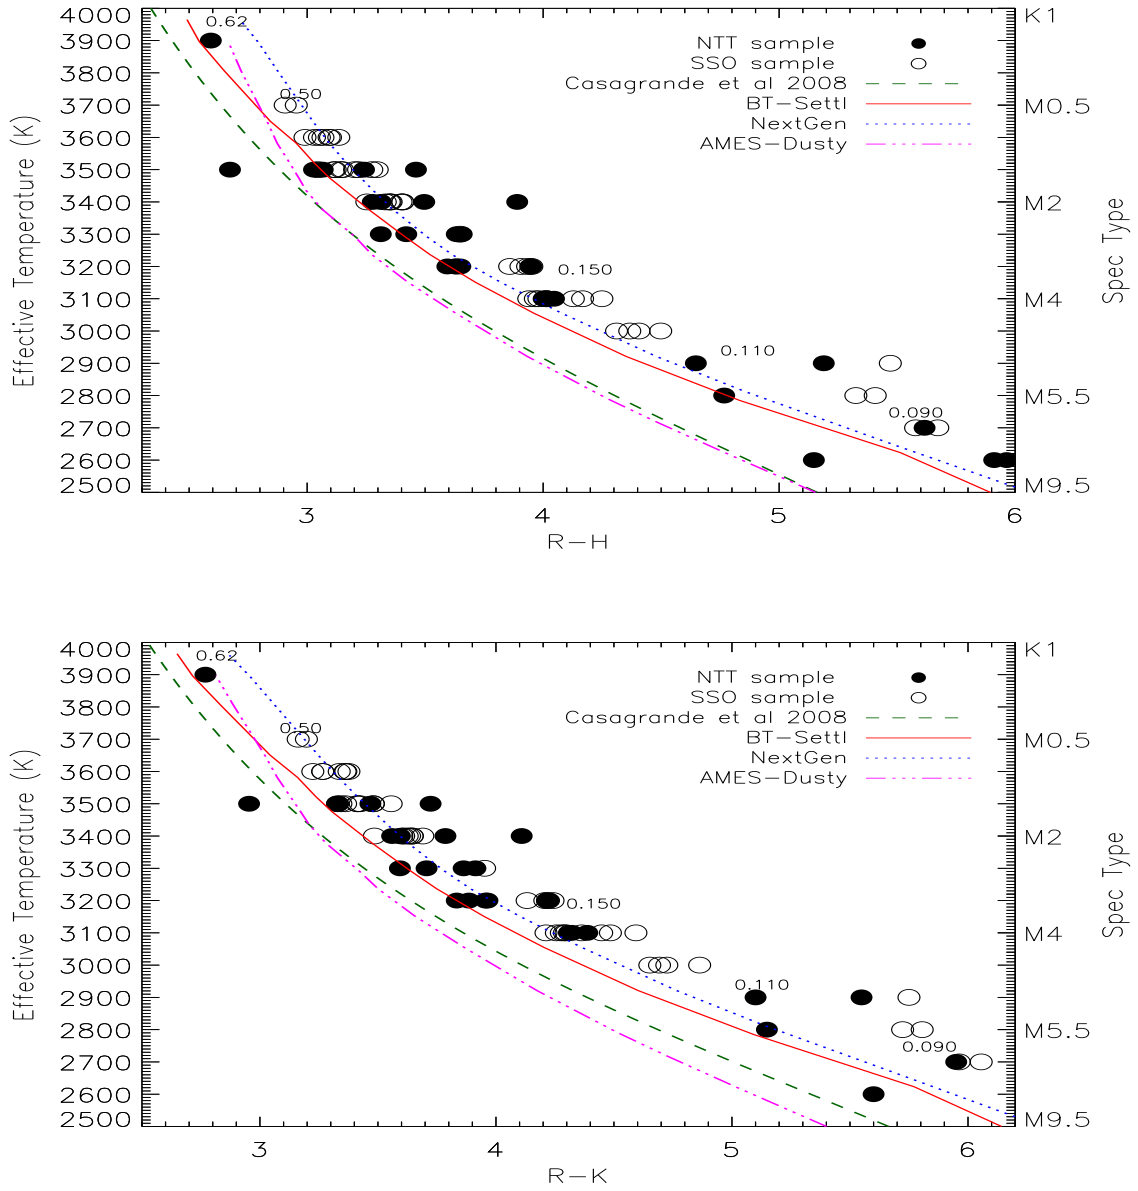 4000
3900
3800
3700
3600
3500
3400
3300
3200
3100
3000
2900
2800
2700
2600
2500
Effective Temperature (K)
0.62
0.50
0.150
0.110
0.090
NTT sample
SSO sample
Casagrande et al 2008
BT-Settl
NextGen
AMES-Dusty
K1
M0.5
M2
M4
M5.5
M9.5
Spec Type
3 4 5 6
R-H
4000
3900
3800
3700
3600
3500
3400
3300
3200
3100
3000
2900
2800
2700
2600
2500
Effective Temperature (K)
0.62
0.50
0.150
0.110
0.090
NTT sample
SSO sample
Casagrande et al 2008
BT-Settl
NextGen
AMES-Dusty
K1
M0.5
M2
M4
M5.5
M9.5
Spec Type
3 4 5 6
R-K